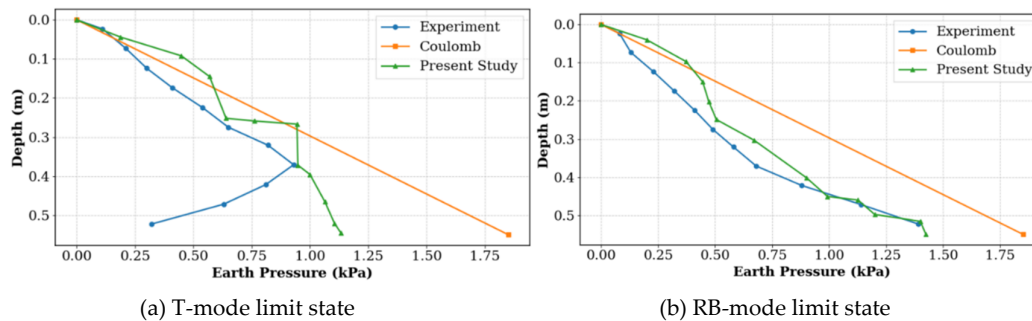 Experiment
Coulomb
Present Study
0.0
0.1
0.2
0.3
0.4
0.5
Depth (m)
0.00 0.25 0.50 0.75 1.00 1.25 1.50 1.75
Earth Pressure (kPa)
(a) T-mode limit state
Experiment
Coulomb
Present Study
0.0
0.1
0.2
0.3
0.4
0.5
Depth (m)
0.00 0.25 0.50 0.75 1.00 1.25 1.50 1.75
Earth Pressure (kPa)
(b) RB-mode limit state